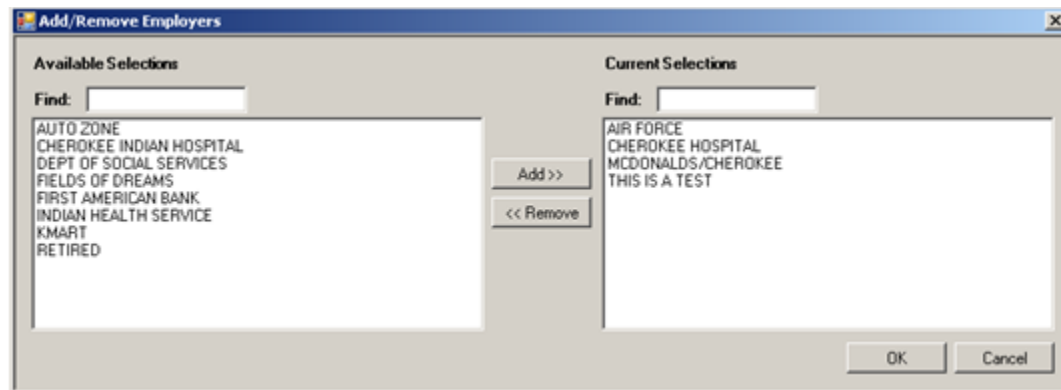 Add/Remove Employers
Available Selections
Find:
AUTO ZONE
CHEROKEE INDIAN HOSPITAL
DEPT OF SOCIAL SERVICES
FIELDS OF DREAMS
FIRST AMERICAN BANK
INDIAN HEALTH SERVICE
KMART
RETIRED
Add >>
<< Remove
Current Selections
Find:
AIR FORCE
CHEROKEE HOSPITAL
MCDONALDS/CHEROKEE
THIS IS A TEST
OK
Cancel